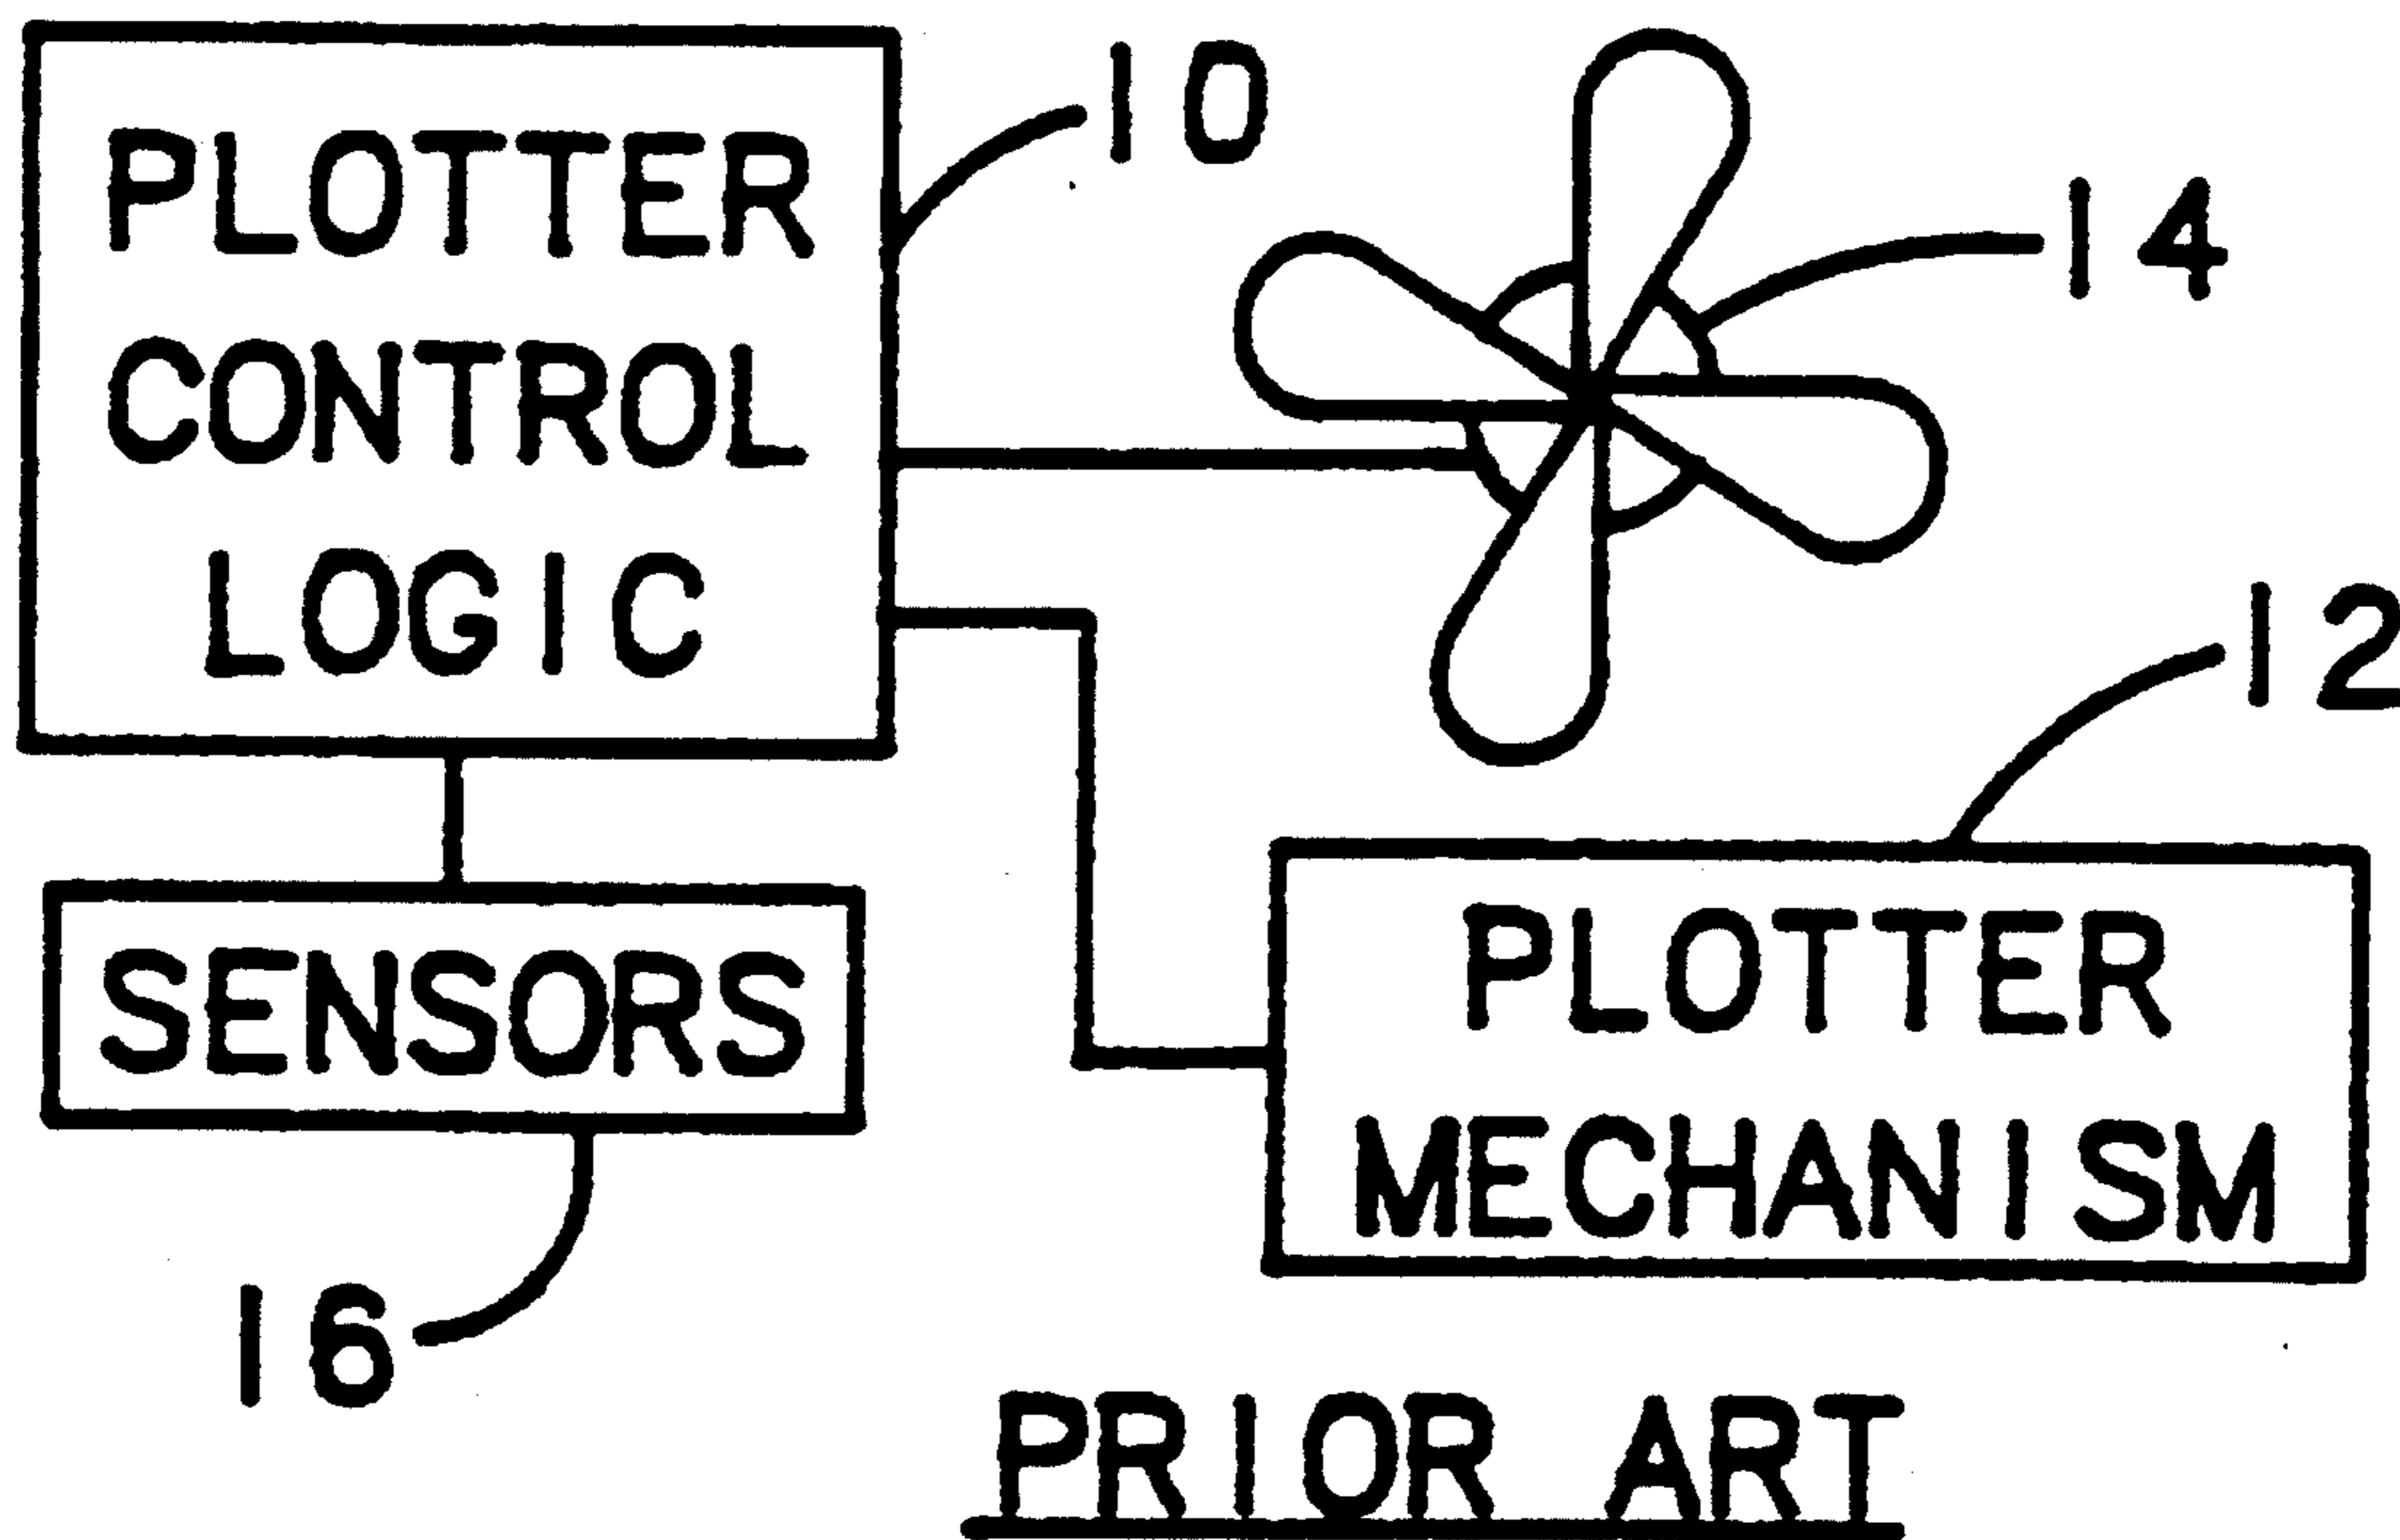 PLOTTER
CONTROL
LOGIC
10
14
12
SENSORS
16
PLOTTER
MECHANISM
PRIOR ART